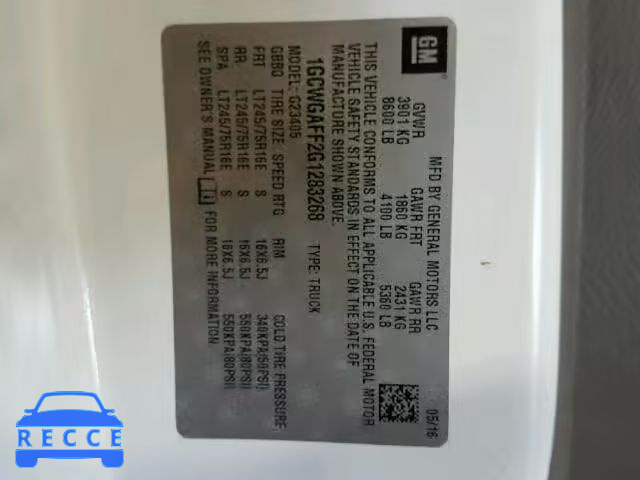 GM
MFD BY GENERAL MOTORS LLC 05/16
GVWR GAWR FRT GAWR RR
3901 KG 1860 KG 2431 KG
8600 LB 4100 LB 5360 LB
THIS VEHICLE CONFORMS TO ALL APPLICABLE U.S. FEDERAL MOTOR
VEHICLE SAFETY STANDARDS IN EFFECT ON THE DATE OF
MANUFACTURE SHOWN ABOVE.
1GCWGAFF2G1283268 TYPE: TRUCK
MODEL: G23405
GBBO TIRE SIZE SPEED RTG RIM COLD TIRE PRESSURE
FRT LT245/75R16E S 16X6.5J 340KPA(50PSI)
RR. LT245/75R16E S 16X6.5J 550KPA(80PSI)
SPA LT245/75R16E S 16X6.5J 550KPA(80PSI)
SEE OWNER'S MANUAL FOR MORE INFORMATION.
RECCE